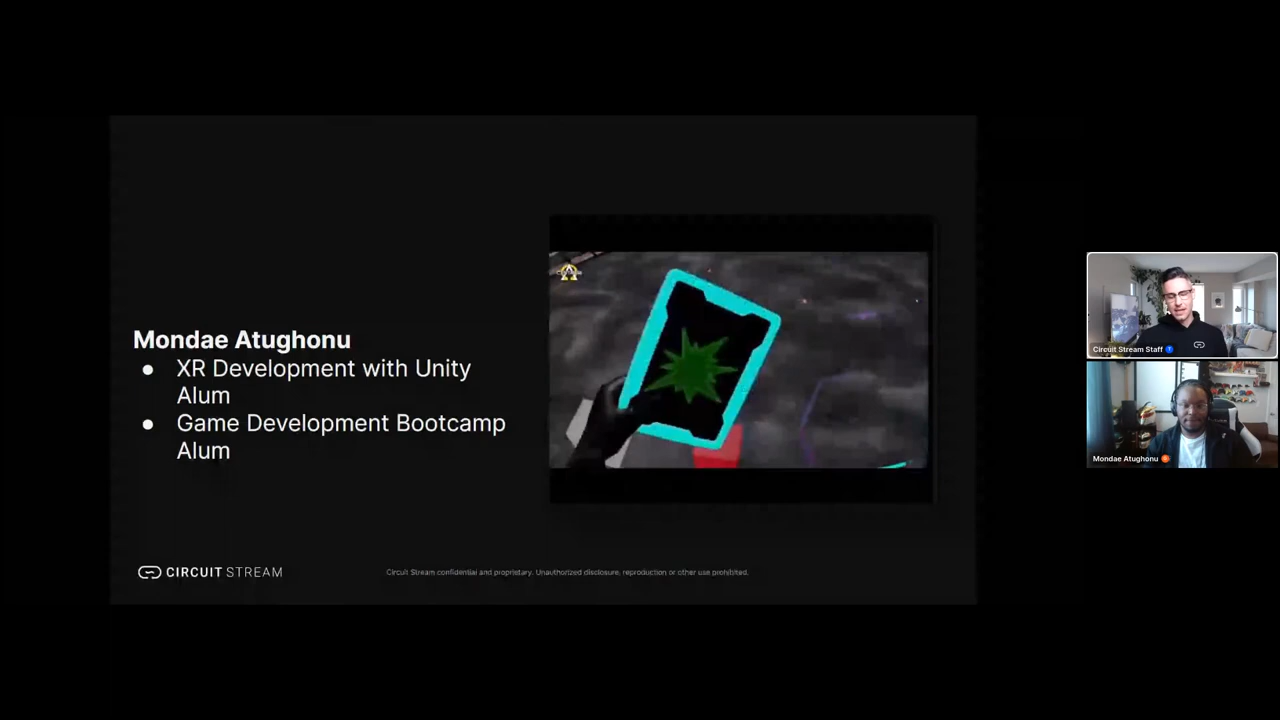 Mondae Atughonu
● XR Development with Unity
Alum
● Game Development Bootcamp
Alum
CIRCUIT STREAM
Circuit Stream confidential and proprietary. Unauthorized disclosure, reproduction or other use prohibited.
Circuit Stream Staff
Mondae Atughonu